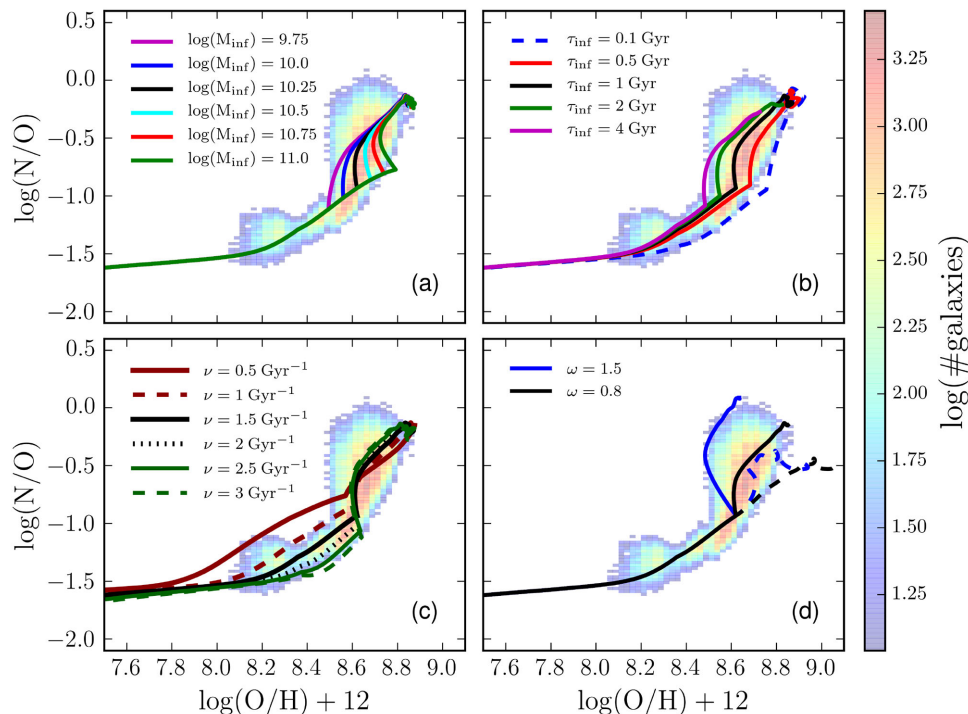 log(M_inf) = 9.75
log(M_inf) = 10.0
log(M_inf) = 10.25
log(M_inf) = 10.5
log(M_inf) = 10.75
log(M_inf) = 11.0
(a)
0.5
0.0
−0.5
−1.0
−1.5
−2.0
log(N/O)
τ_inf = 0.1 Gyr
τ_inf = 0.5 Gyr
τ_inf = 1 Gyr
τ_inf = 2 Gyr
τ_inf = 4 Gyr
(b)
ν = 0.5 Gyr⁻¹
ν = 1 Gyr⁻¹
ν = 1.5 Gyr⁻¹
ν = 2 Gyr⁻¹
ν = 2.5 Gyr⁻¹
ν = 3 Gyr⁻¹
(c)
0.5
0.0
−0.5
−1.0
−1.5
−2.0
log(N/O)
7.6 7.8 8.0 8.2 8.4 8.6 8.8 9.0
log(O/H) + 12
ω = 1.5
ω = 0.8
(d)
7.6 7.8 8.0 8.2 8.4 8.6 8.8 9.0
log(O/H) + 12
3.25
3.00
2.75
2.50
2.25
2.00
1.75
1.50
1.25
log(#galaxies)